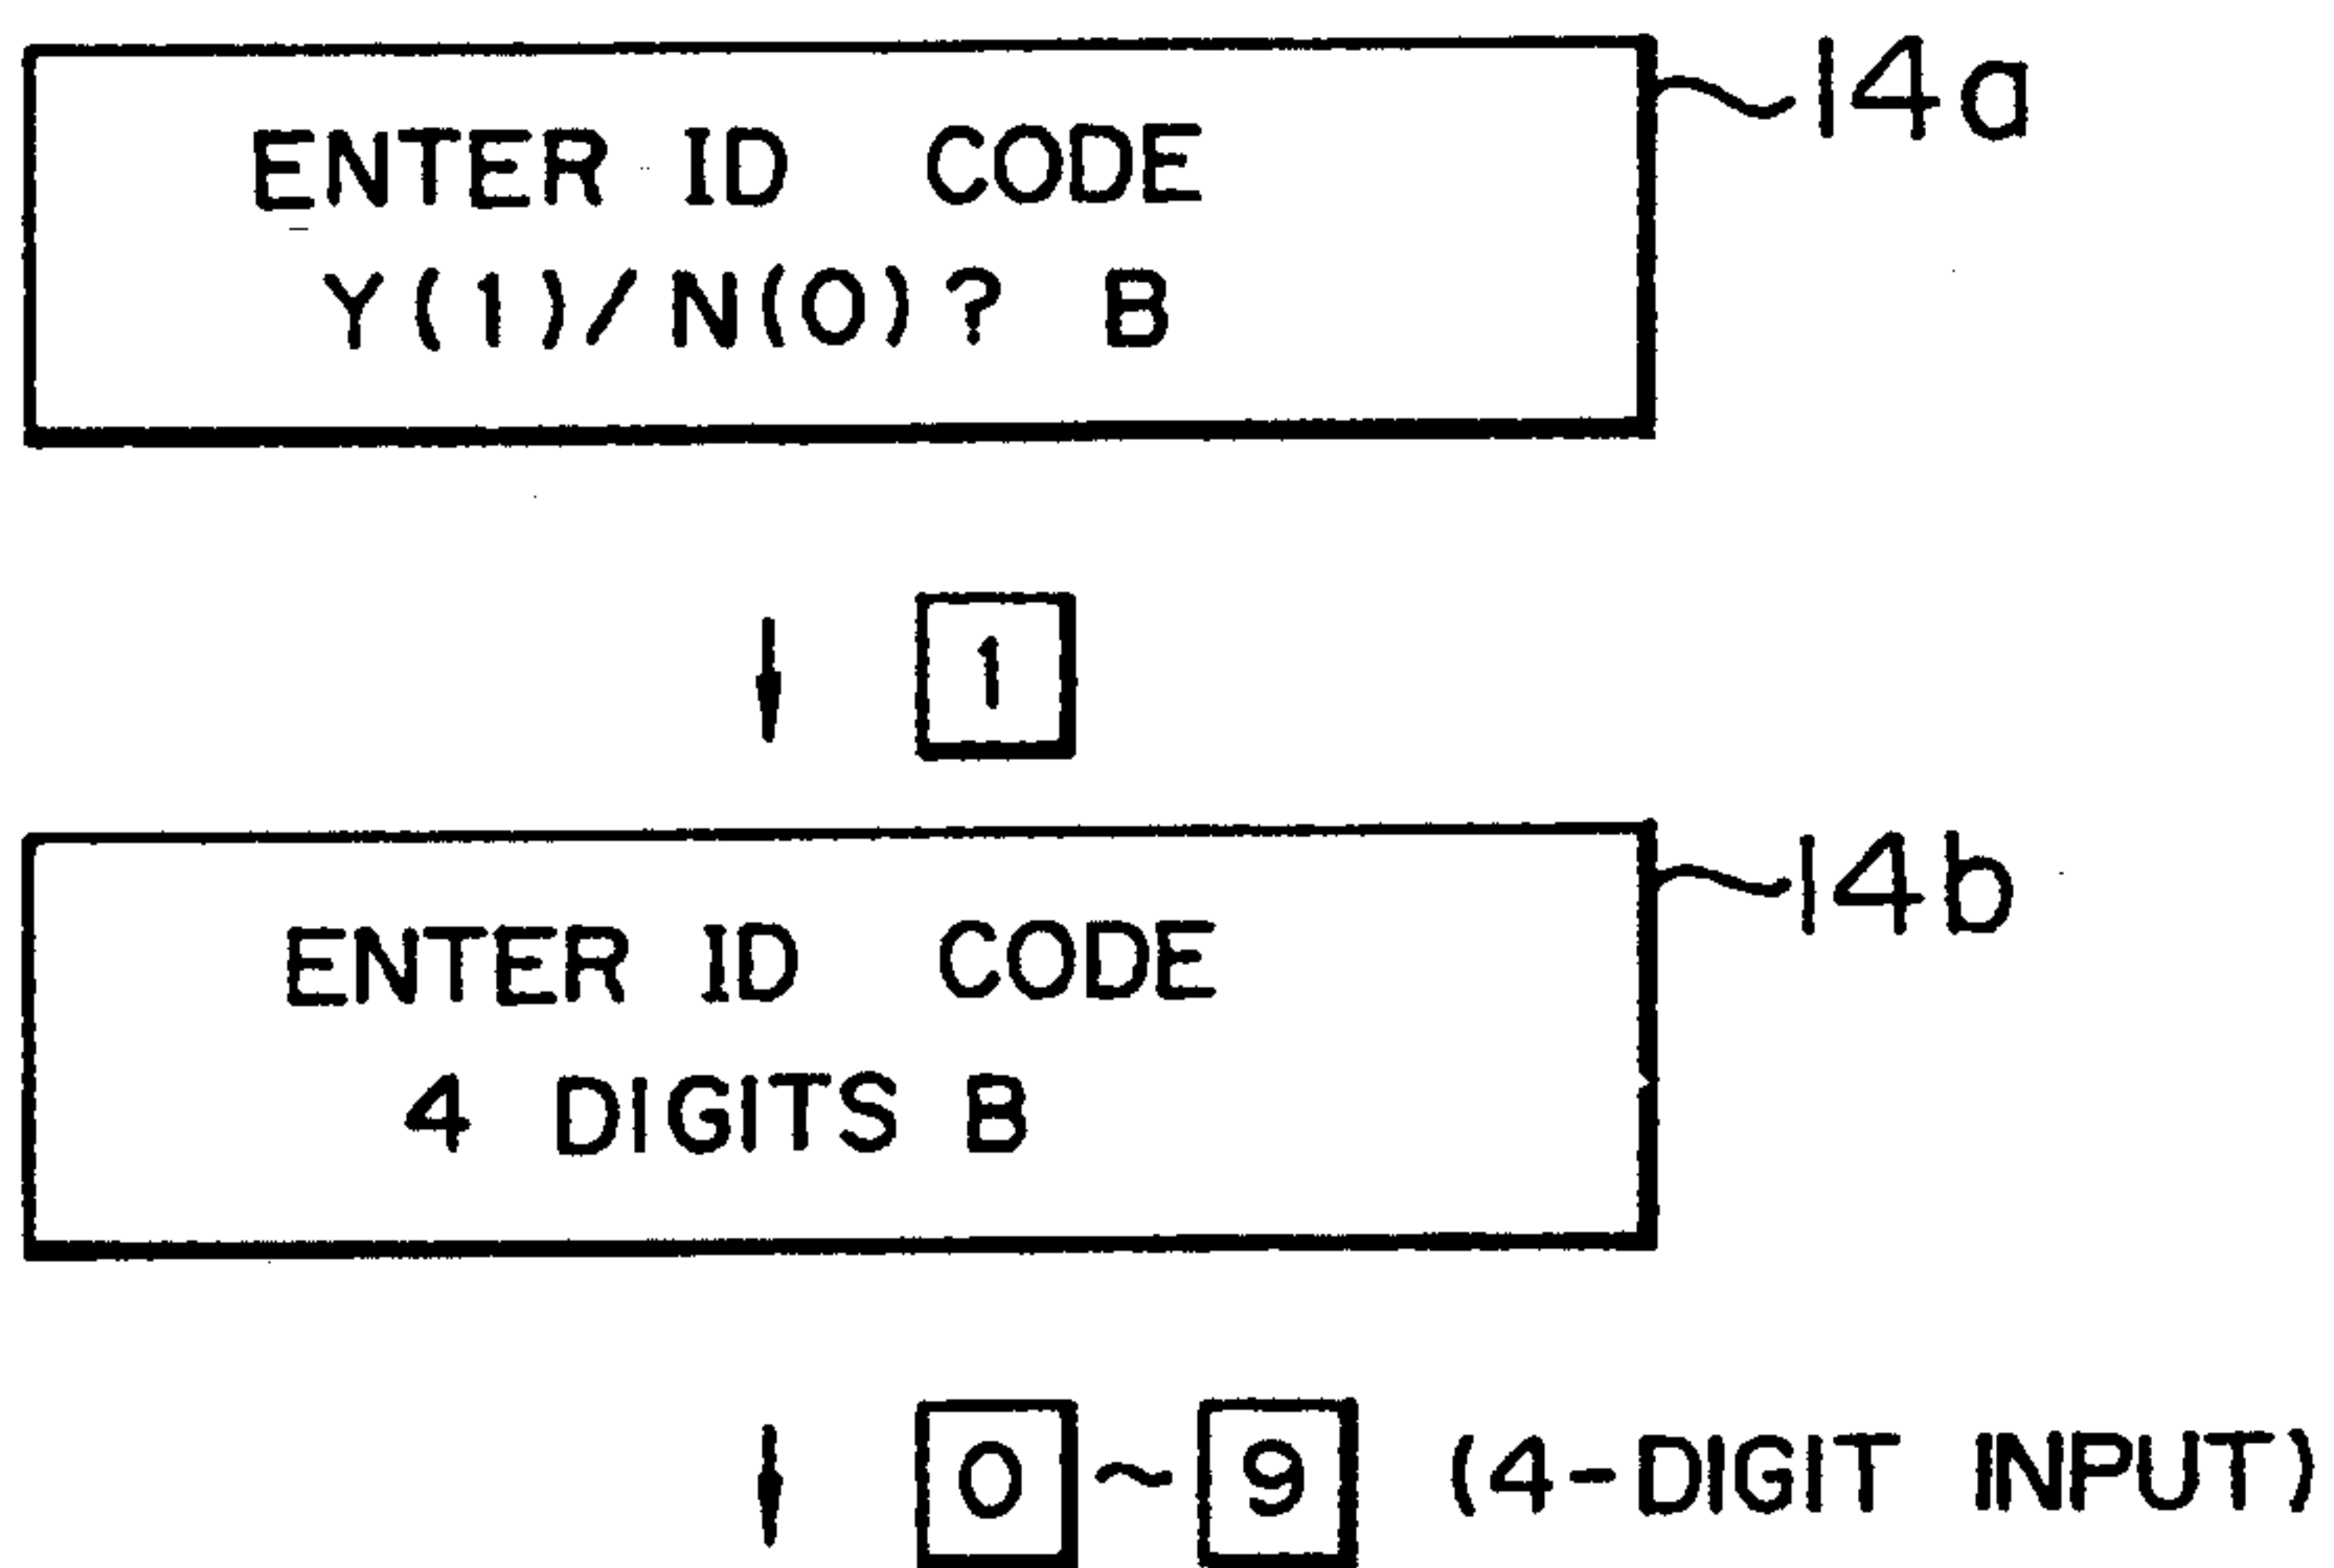 ENTER ID CODE
Y(1)/N(0)? B
14a
1
ENTER ID CODE
4 DIGITS B
14b
0 ~ 9 (4-DIGIT INPUT)